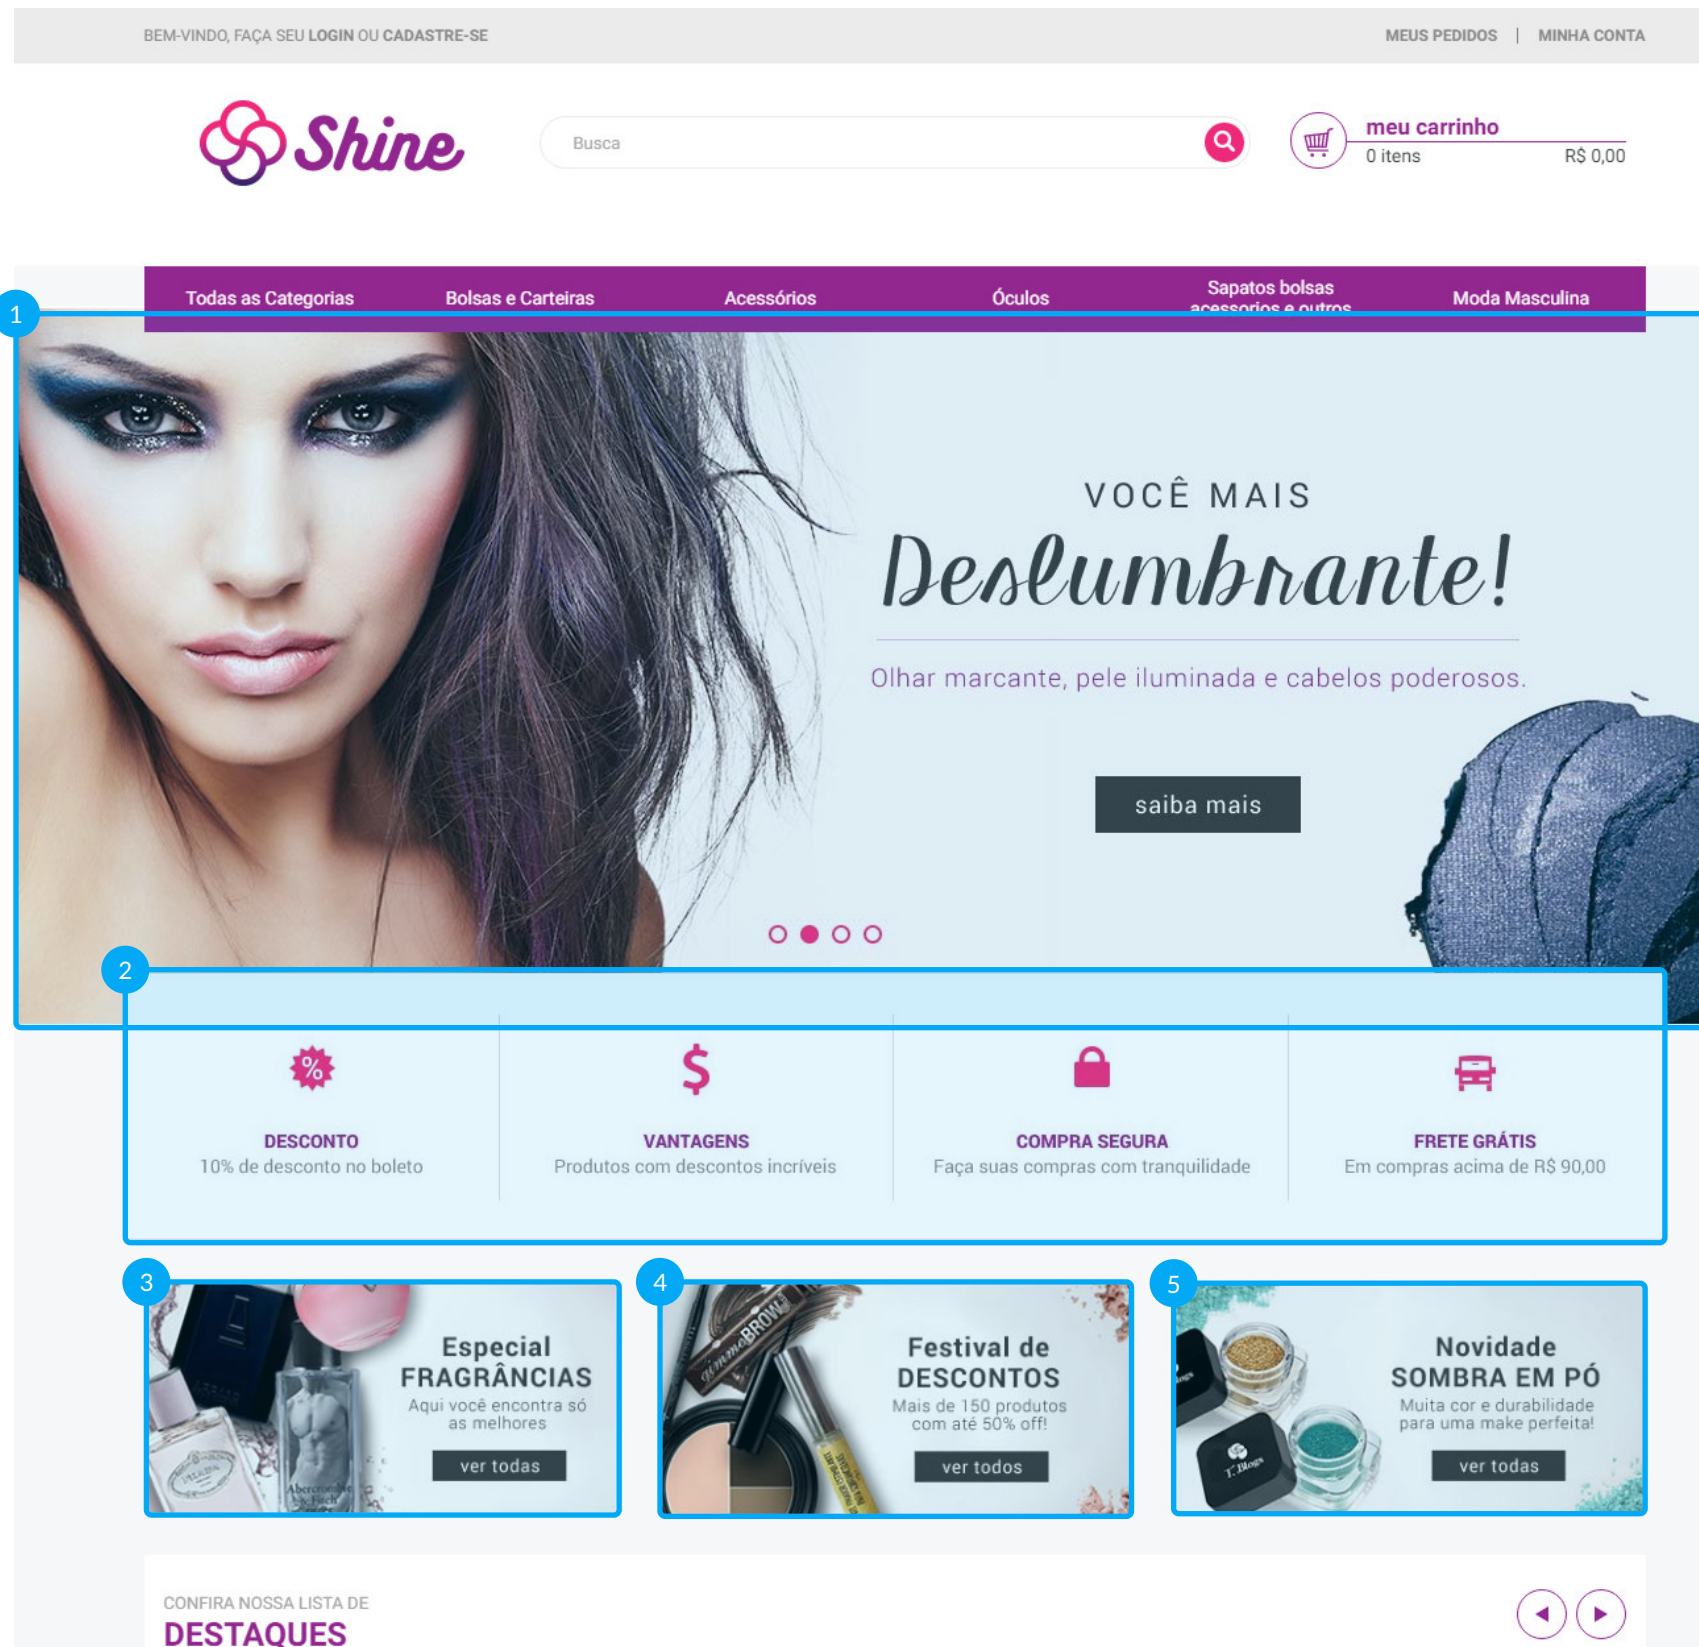 BEM-VINDO, FAÇA SEU LOGIN OU CADASTRE-SE
MEUS PEDIDOS | MINHA CONTA
Shine
Busca
meu carrinho
0 itens
R$ 0,00
Todas as Categorias
Bolsas e Carteiras
Acessórios
Óculos
Sapatos bolsas
acessorios e outros
Moda Masculina
1
VOCÊ MAIS
Deslumbrante!
Olhar marcante, pele iluminada e cabelos poderosos.
saiba mais
2
%
$
DESCONTO
10% de desconto no boleto
VANTAGENS
Produtos com descontos incríveis
COMPRA SEGURA
Faça suas compras com tranquilidade
FRETE GRÁTIS
Em compras acima de R$ 90,00
3
Especial
FRAGRÂNCIAS
Aqui você encontra só
as melhores
ver todas
Abercrombie
& Fitch
4
BROW
Festival de
DESCONTOS
Mais de 150 produtos
com até 50% off!
ver todos
5
Novidade
SOMBRA EM PÓ
Muita cor e durabilidade
para uma make perfeita!
ver todas
T. Blogs
CONFIRA NOSSA LISTA DE
DESTAQUES